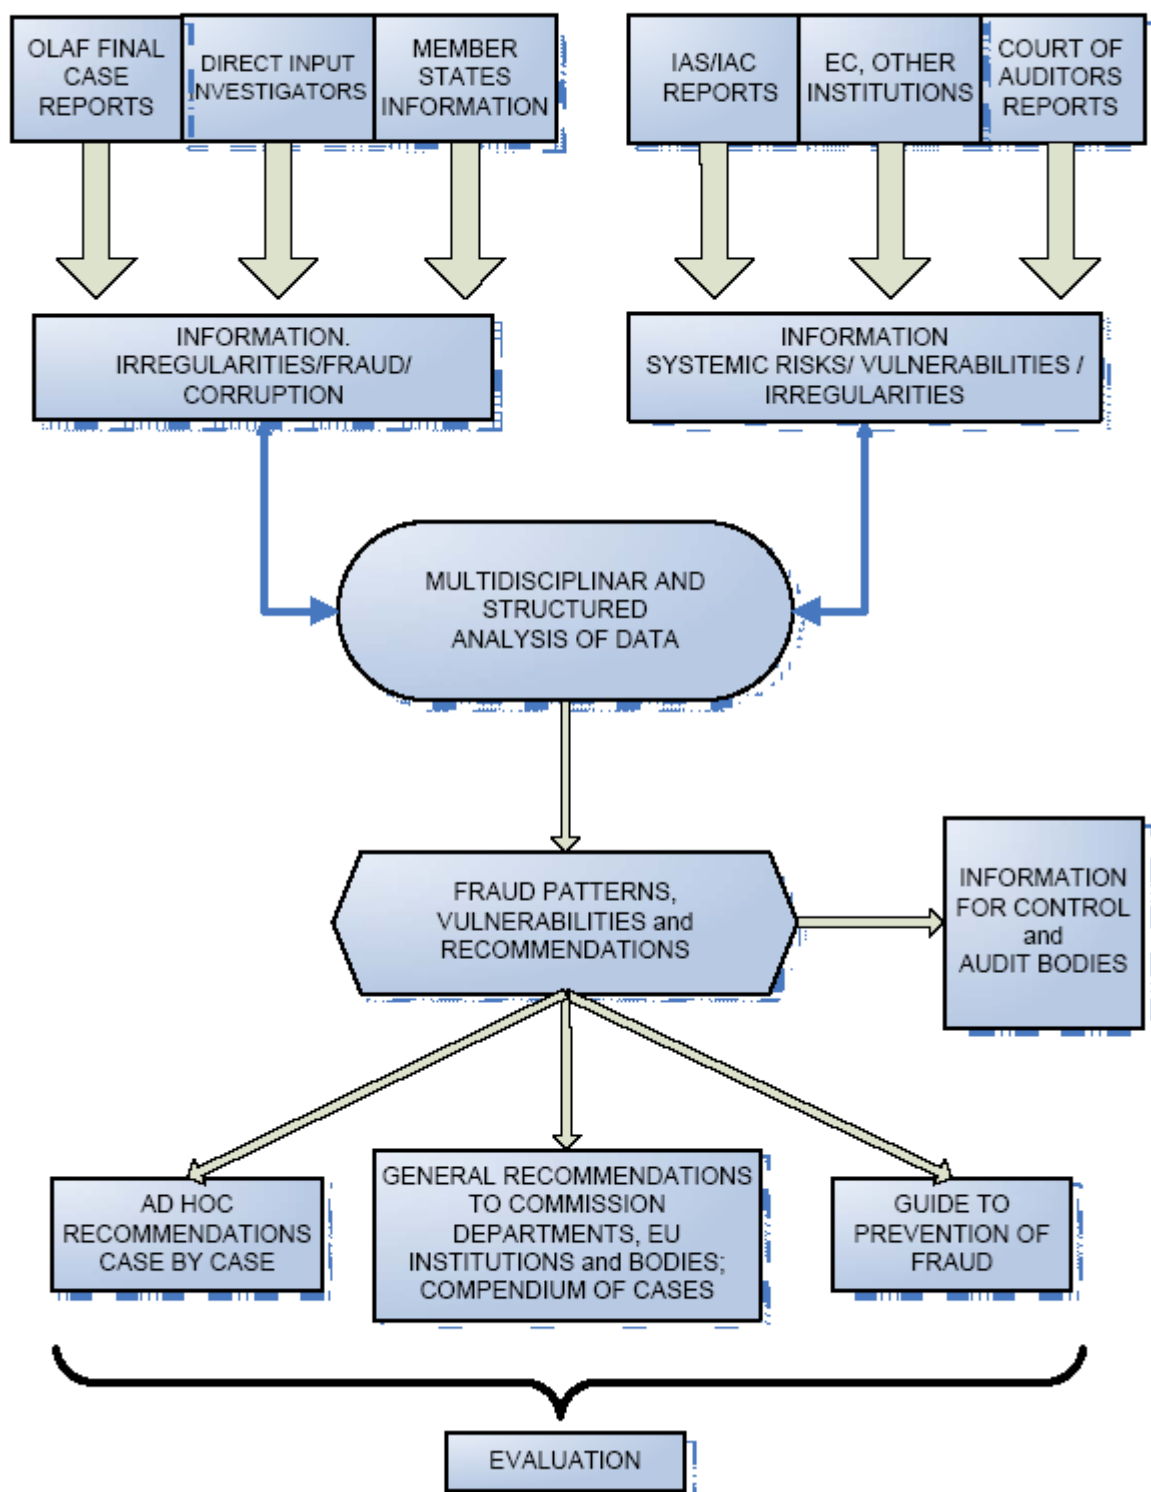 OLAF FINAL
CASE
REPORTS
DIRECT INPUT
INVESTIGATORS
MEMBER
STATES
INFORMATION
IAS/IAC
REPORTS
EC, OTHER
INSTITUTIONS
COURT OF
AUDITORS
REPORTS
INFORMATION.
IRREGULARITIES/FRAUD/
CORRUPTION
INFORMATION
SYSTEMIC RISKS/ VULNERABILITIES /
IRREGULARITIES
MULTIDISCIPLINAR AND
STRUCTURED
ANALYSIS OF DATA
FRAUD PATTERNS,
VULNERABILITIES and
RECOMMENDATIONS
INFORMATION
FOR CONTROL
and
AUDIT BODIES
AD HOC
RECOMMENDATIONS
CASE BY CASE
GENERAL RECOMMENDATIONS
TO COMMISSION
DEPARTMENTS, EU
INSTITUTIONS and BODIES;
COMPENDIUM OF CASES
GUIDE TO
PREVENTION OF
FRAUD
EVALUATION